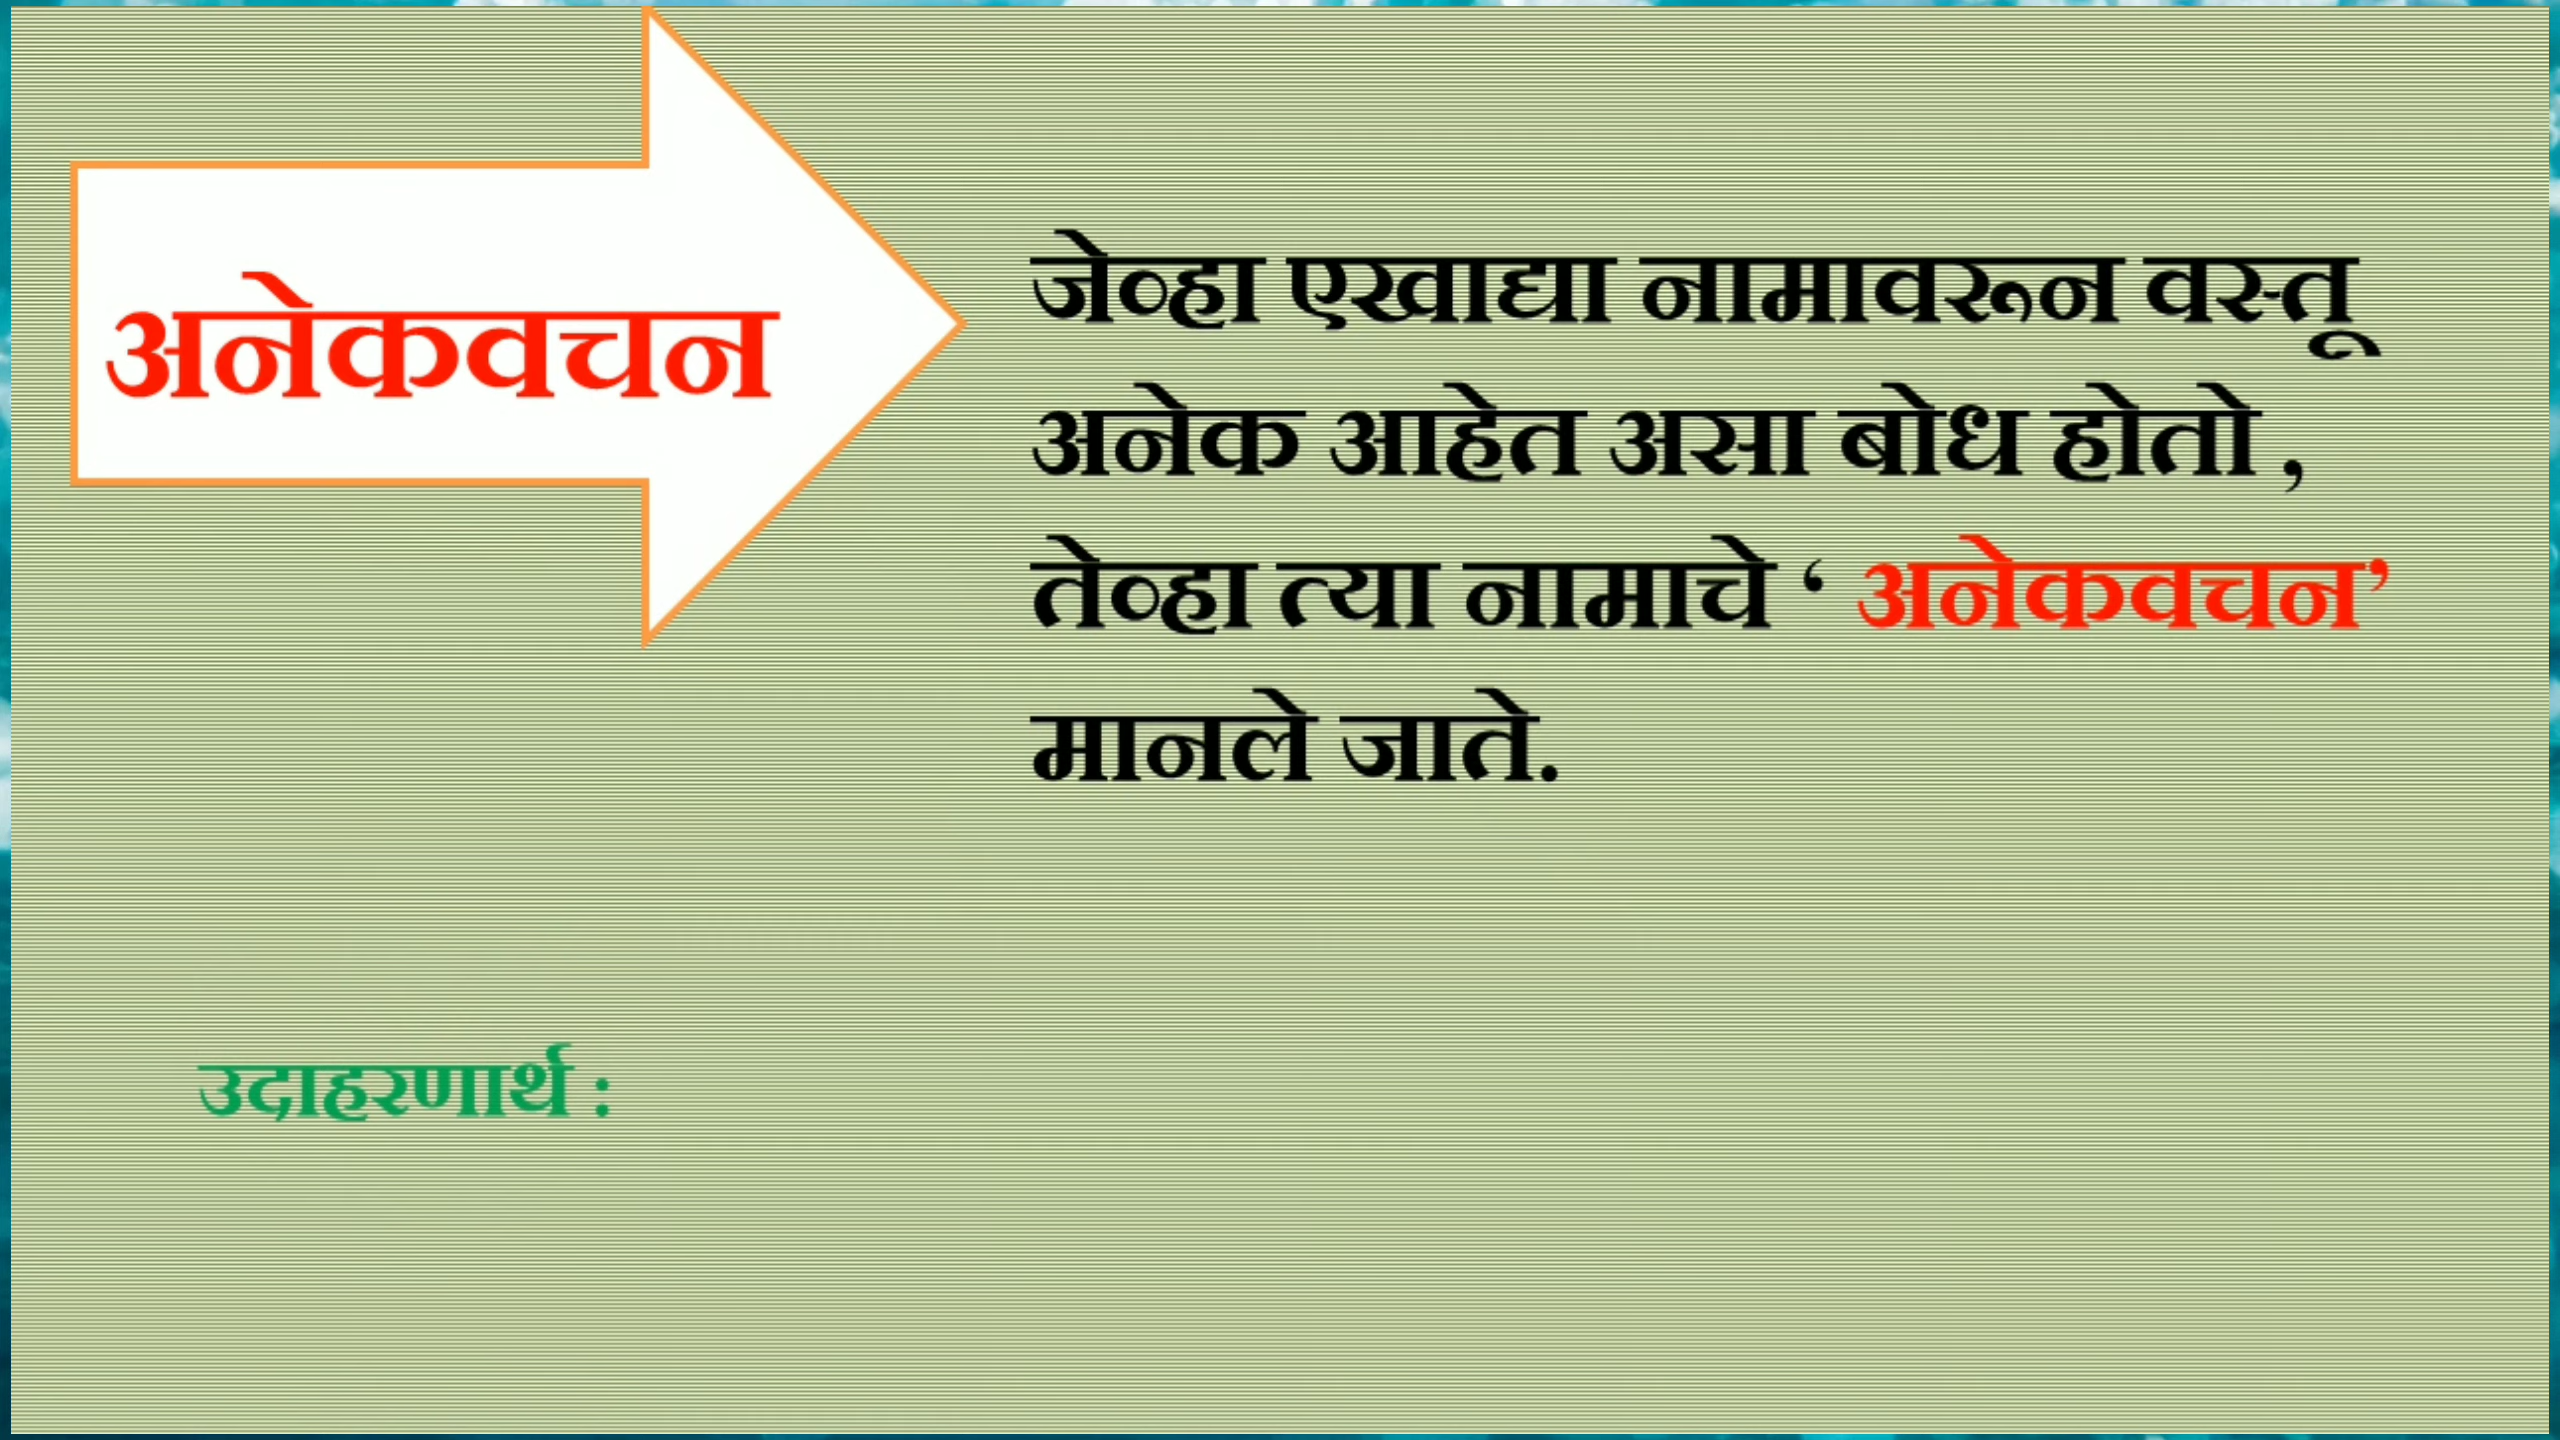 अनेकवचन
जेव्हा एखाद्या नामावरून वस्तू
अनेक आहेत असा बोध होतो ,
तेव्हा त्या नामाचे ‘ अनेकवचन’
मानले जाते.
उदाहरणार्थ :